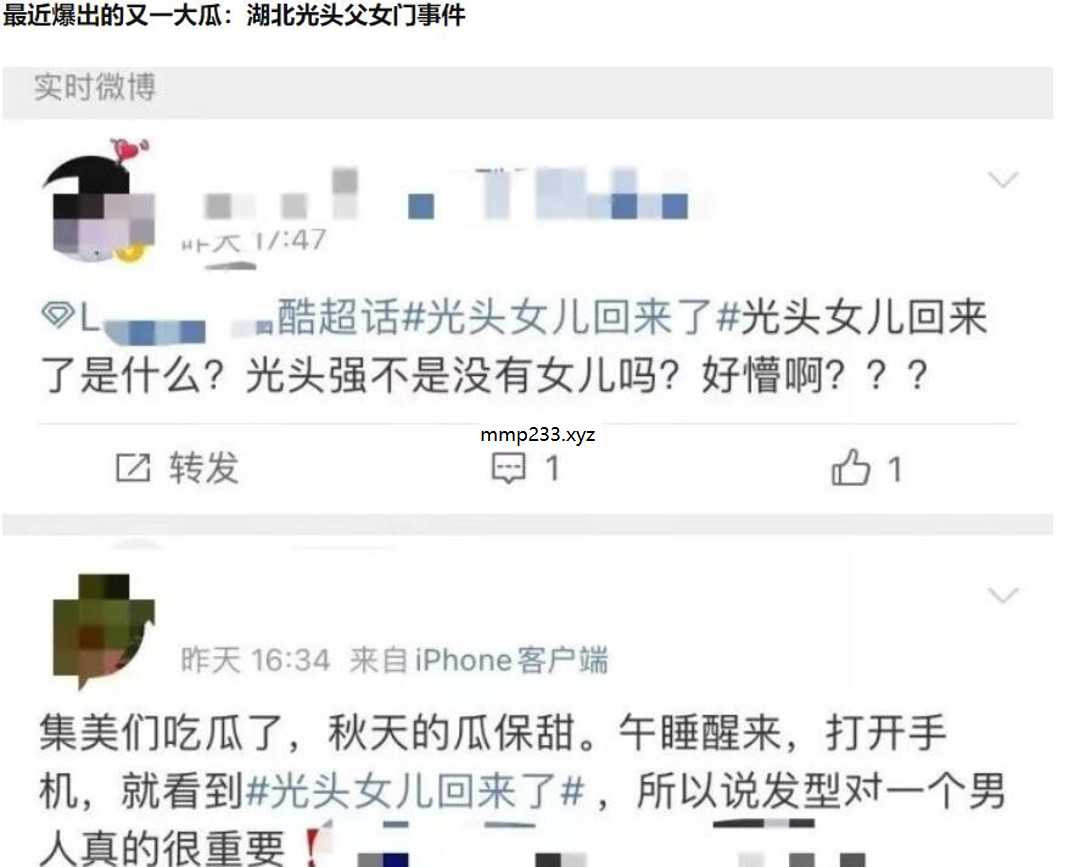 最近爆出的又一大瓜：湖北光头父女门事件
实时微博
昨天 17:47
L
酷超话#光头女儿回来了#光头女儿回来
了是什么？光头强不是没有女儿吗？好懵啊？？？
mmp233.xyz
转发 1 1
昨天 16:34 来自 iPhone客户端
集美们吃瓜了，秋天的瓜保甜。午睡醒来，打开手
机，就看到#光头女儿回来了#，所以说发型对一个男
人真的很重要